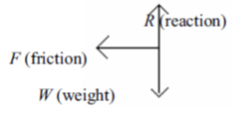 R (reaction)
F (friction)
W (weight)